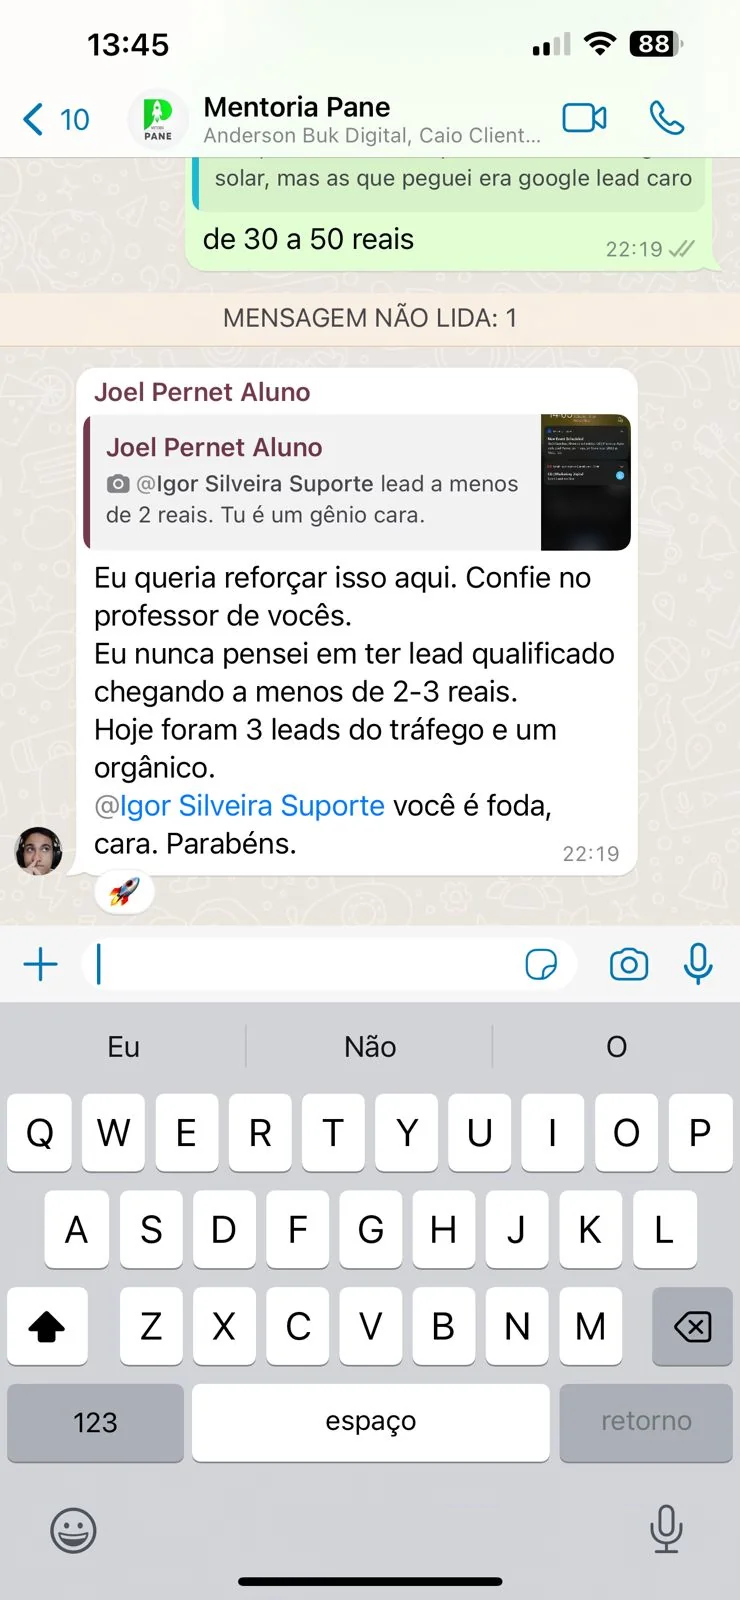 13:45
88
10
PANE
Mentoria Pane
Anderson Buk Digital, Caio Client...
solar, mas as que peguei era google lead caro
de 30 a 50 reais
22:19
MENSAGEM NÃO LIDA: 1
Joel Pernet Aluno
Joel Pernet Aluno
@Igor Silveira Suporte lead a menos
de 2 reais. Tu é um gênio cara.
Eu queria reforçar isso aqui. Confie no
professor de vocês.
Eu nunca pensei em ter lead qualificado
chegando a menos de 2-3 reais.
Hoje foram 3 leads do tráfego e um
orgânico.
@Igor Silveira Suporte você é foda,
cara. Parabéns.
22:19
Eu Não O
Q W E R T Y U I O P
A S D F G H J K L
Z X C V B N M
123 espaço retorno